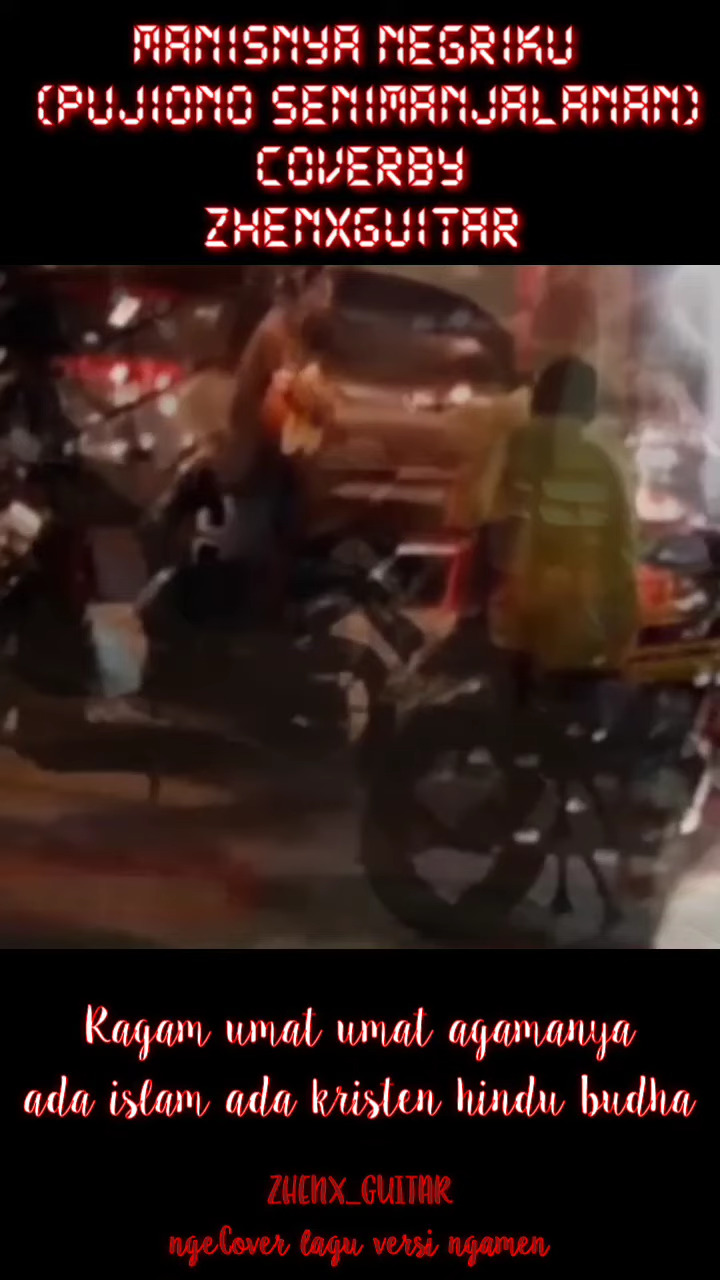 MANISNYA NEGRIKU
(PUJIONO SENIMANJALANAN)
COVERBY
ZHENXGUITAR
Ragam umat umat agamanya
ada islam ada kristen hindu budha
ZHENX_GUITAR
ngeCover lagu versi ngamen